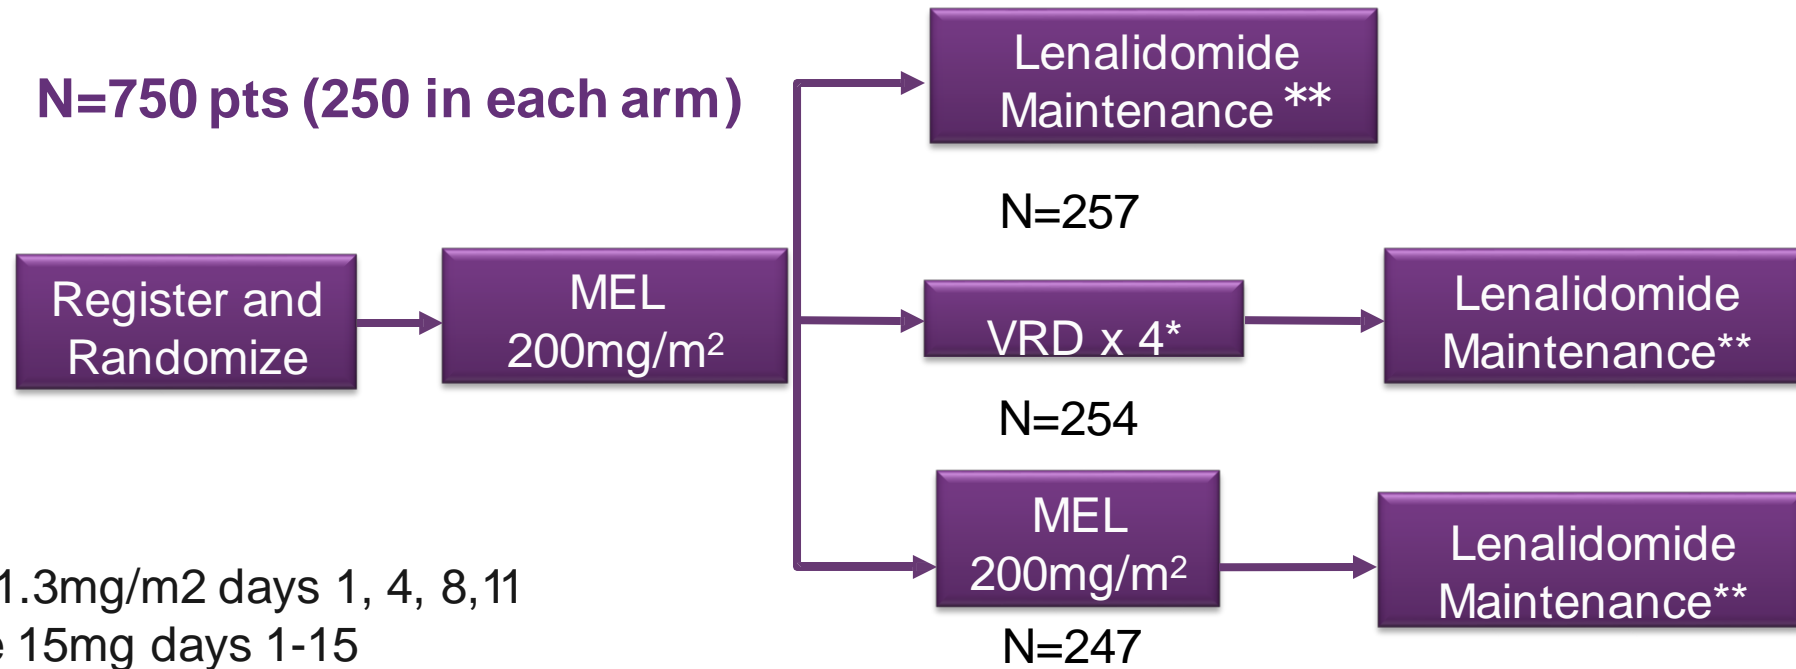 N=750 pts (250 in each arm)
Lenalidomide
Maintenance **
N=257
Register and
Randomize
MEL
200mg/m²
VRD x 4*
Lenalidomide
Maintenance**
N=254
MEL
200mg/m²
Lenalidomide
Maintenance**
N=247
1.3mg/m2 days 1, 4, 8,11
e 15mg days 1-15